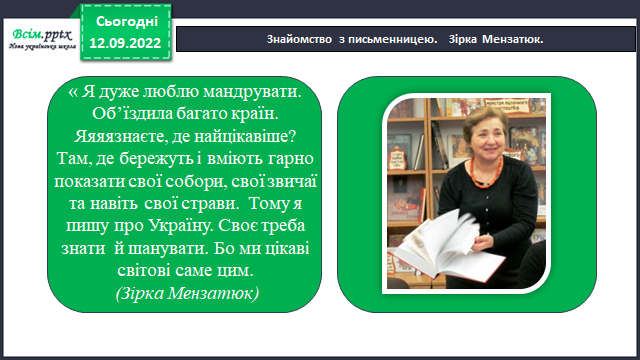 Всім.pptx
Нова українська школа
Сьогодні
12.09.2022
Знайомство з письменницею. Зірка Мензатюк.
« Я дуже люблю мандрувати.
Об’їздила багато країн.
Яяяязнаєте, де найцікавіше?
Там, де бережуть і вміють гарно
показати свої собори, свої звичаї
та навіть свої страви. Тому я
пишу про Україну. Своє треба
знати й шанувати. Бо ми цікаві
світові саме цим.
(Зірка Мензатюк)